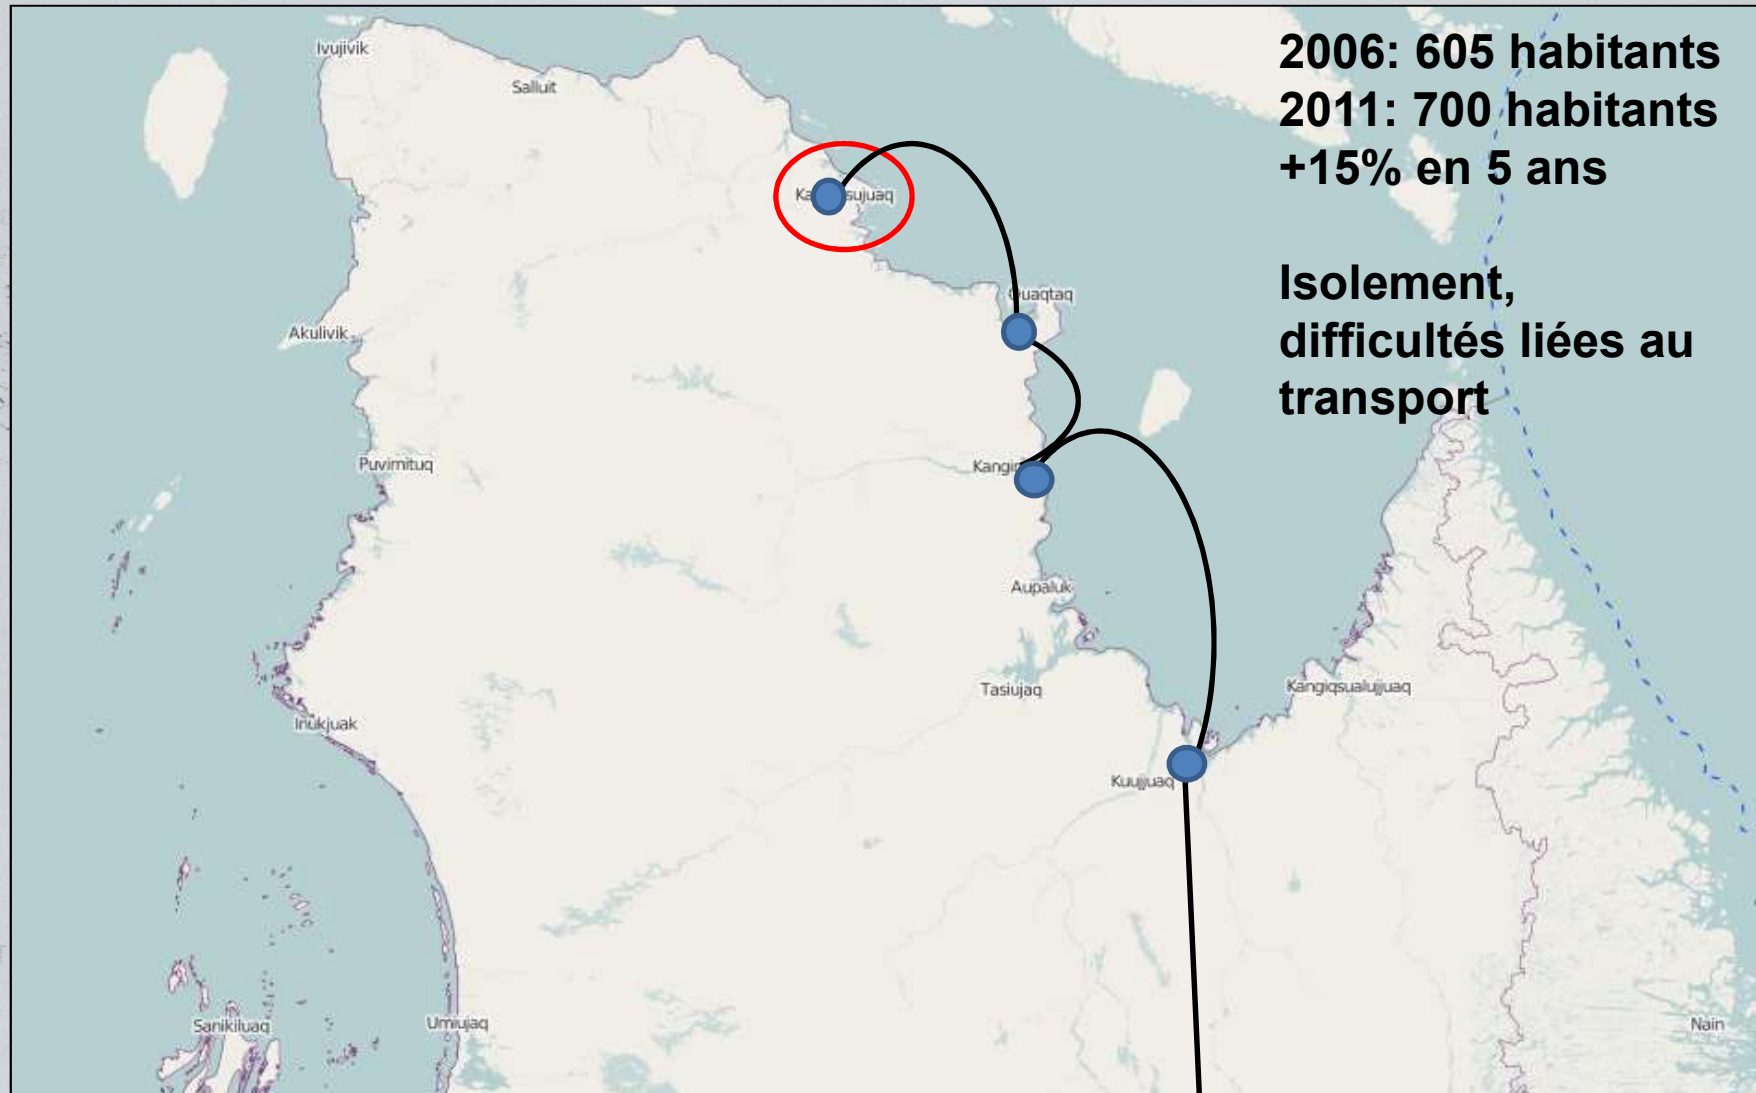 2006: 605 habitants
2011: 700 habitants
+15% en 5 ans
Isolement,
difficultés liées au
transport
Ivujivik
Salluit
Quaqtaq
Akulivik
Puvirnituq
Aupaluk
Tasiujaq
Kangiqsualujjuaq
Inukjuak
Kuujjuaq
Sanikiluaq
Umiujaq
Nain